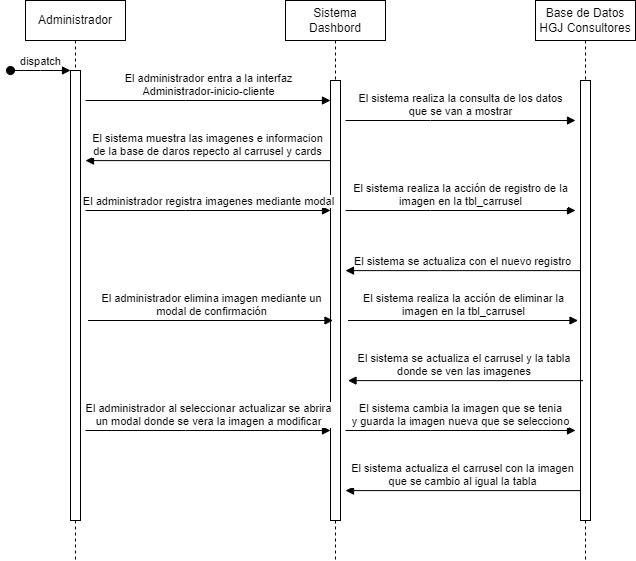 Administrador
Sistema
Dashbord
Base de Datos
HGJ Consultores
dispatch
El administrador entra a la interfaz
Administrador-inicio-cliente
El sistema realiza la consulta de los datos
que se van a mostrar
El sistema muestra las imagenes e informacion
de la base de daros repecto al carrusel y cards
El administrador registra imagenes mediante modal
El sistema realiza la acción de registro de la
imagen en la tbl_carrusel
El sistema se actualiza con el nuevo registro
El administrador elimina imagen mediante un
modal de confirmación
El sistema realiza la acción de eliminar la
imagen en la tbl_carrusel
El sistema se actualiza el carrusel y la tabla
donde se ven las imagenes
El administrador al seleccionar actualizar se abrira
un modal donde se vera la imagen a modificar
El sistema cambia la imagen que se tenia
y guarda la imagen nueva que se selecciono
El sistema actualiza el carrusel con la imagen
que se cambio al igual la tabla